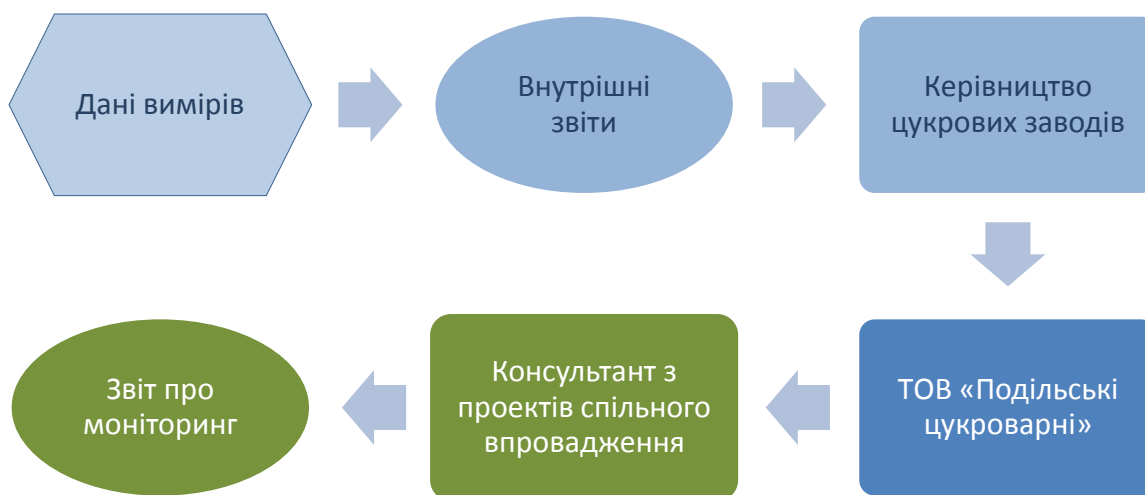 Дані вимірів
Внутрішні
звіти
Керівництво
цукрових заводів
ТОВ «Подільські
цукроварні»
Консультант з
проектів спільного
впровадження
Звіт про
моніторинг